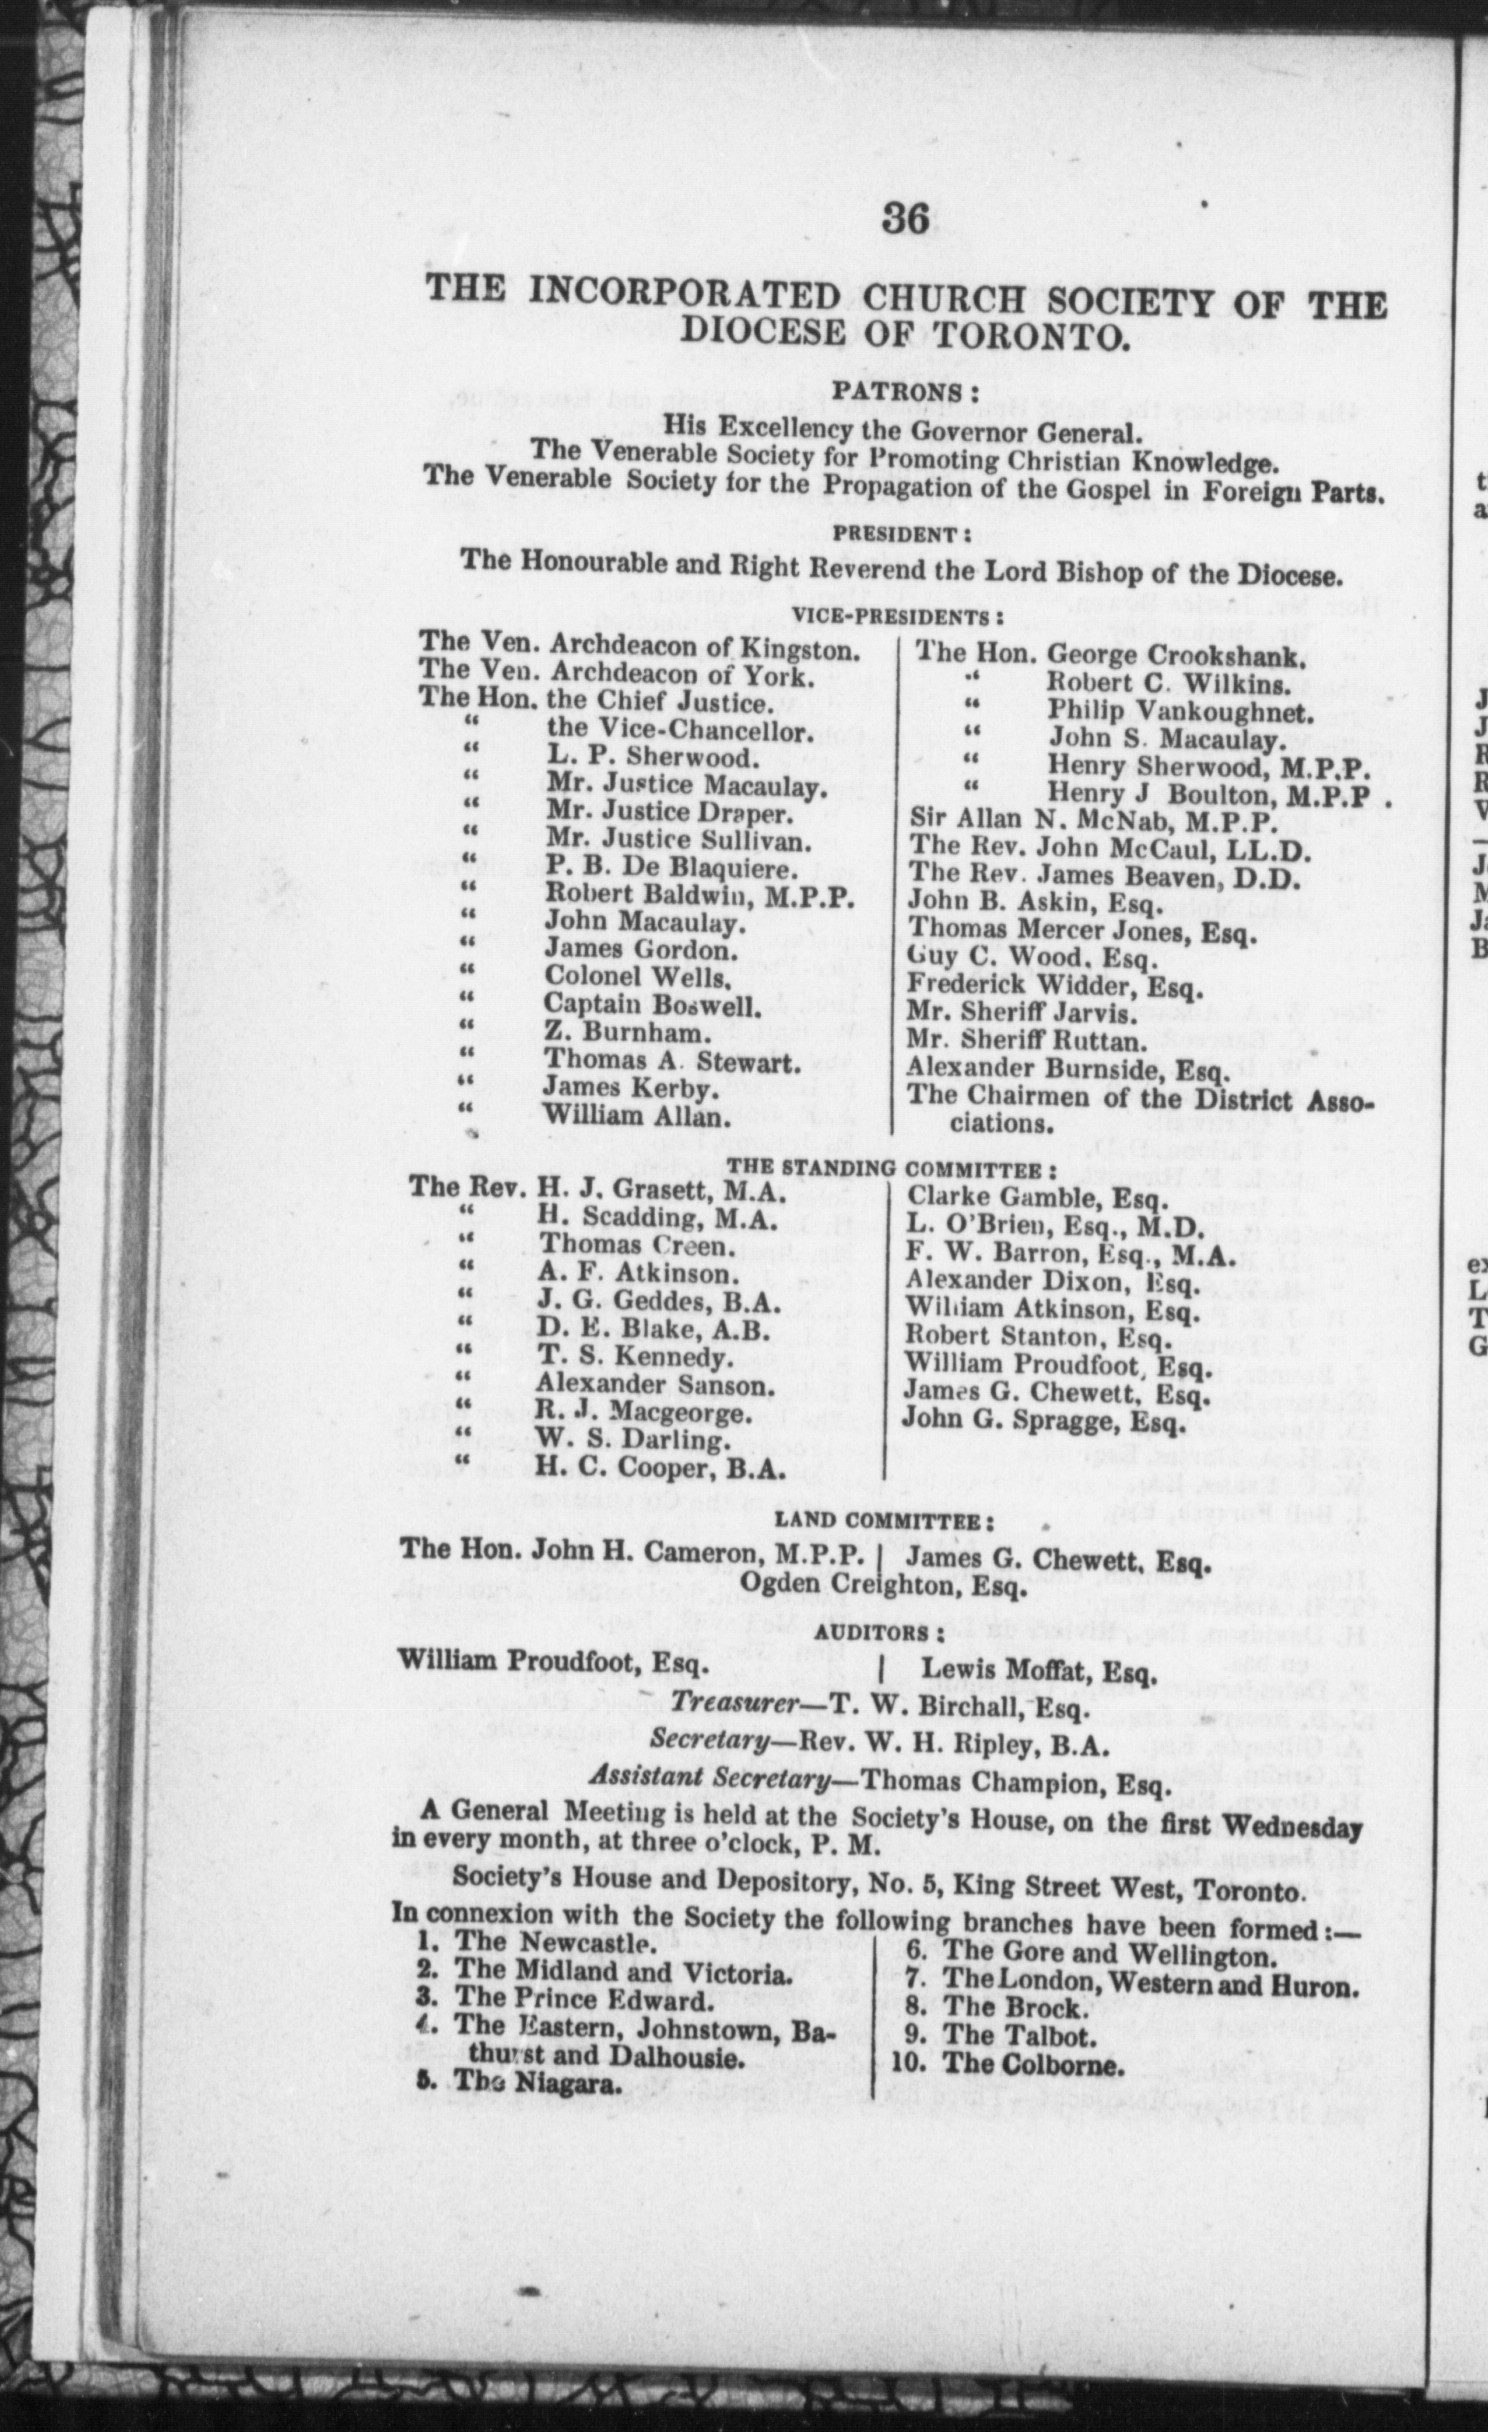 36
THE INCORPORATED CHURCH SOCIETY OF THE
DIOCESE OF TORONTO.
PATRONS :
His Excellency the Governor General.
The Venerable Society for Promoting Christian Knowledge.
The Venerable Society for the Propagation of the Gospel in Foreign Parts.
PRESIDENT :
The Honourable and Right Reverend the Lord Bishop of the Diocese.
VICE-PRESIDENTS :
The Ven. Archdeacon of Kingston.
The Ven. Archdeacon of York.
The Hon. the Chief Justice.
“ the Vice-Chancellor.
“ L. P. Sherwood.
“ Mr. Justice Macaulay.
“ Mr. Justice Draper.
“ Mr. Justice Sullivan.
“ P. B. De Blaquiere.
“ Robert Baldwin, M.P.P.
“ John Macaulay.
“ James Gordon.
“ Colonel Wells.
“ Captain Boswell.
“ Z. Burnham.
“ Thomas A. Stewart.
“ James Kerby.
“ William Allan.
The Hon. George Crookshank.
“ Robert C. Wilkins.
“ Philip Vankoughnet.
“ John S. Macaulay.
“ Henry Sherwood, M.P.P.
“ Henry J Boulton, M.P.P .
Sir Allan N. McNab, M.P.P.
The Rev. John McCaul, LL.D.
The Rev. James Beaven, D.D.
John B. Askin, Esq.
Thomas Mercer Jones, Esq.
Guy C. Wood. Esq.
Frederick Widder, Esq.
Mr. Sheriff Jarvis.
Mr. Sheriff Ruttan.
Alexander Burnside, Esq.
The Chairmen of the District Asso-
ciations.
THE STANDING COMMITTEE :
The Rev. H. J. Grasett, M.A.
“ H. Scadding, M.A.
“ Thomas Creen.
“ A. F. Atkinson.
“ J. G. Geddes, B.A.
“ D. E. Blake, A.B.
“ T. S. Kennedy.
“ Alexander Sanson.
“ R. J. Macgeorge.
“ W. S. Darling.
“ H. C. Cooper, B.A.
Clarke Gamble, Esq.
L. O'Brien, Esq., M.D.
F. W. Barron, Esq., M.A.
Alexander Dixon, Esq.
William Atkinson, Esq.
Robert Stanton, Esq.
William Proudfoot, Esq.
James G. Chewett, Esq.
John G. Spragge, Esq.
LAND COMMITTEE :
The Hon. John H. Cameron, M.P.P. | James G. Chewett, Esq.
Ogden Creighton, Esq.
AUDITORS :
William Proudfoot, Esq. | Lewis Moffat, Esq.
Treasurer—T. W. Birchall, Esq.
Secretary—Rev. W. H. Ripley, B.A.
Assistant Secretary—Thomas Champion, Esq.
A General Meeting is held at the Society's House, on the first Wednesday
in every month, at three o'clock, P. M.
Society's House and Depository, No. 5, King Street West, Toronto.
In connexion with the Society the following branches have been formed :—
1. The Newcastle.
2. The Midland and Victoria.
3. The Prince Edward.
4. The Eastern, Johnstown, Ba-
thurst and Dalhousie.
5. The Niagara.
6. The Gore and Wellington.
7. The London, Western and Huron.
8. The Brock.
9. The Talbot.
10. The Colborne.